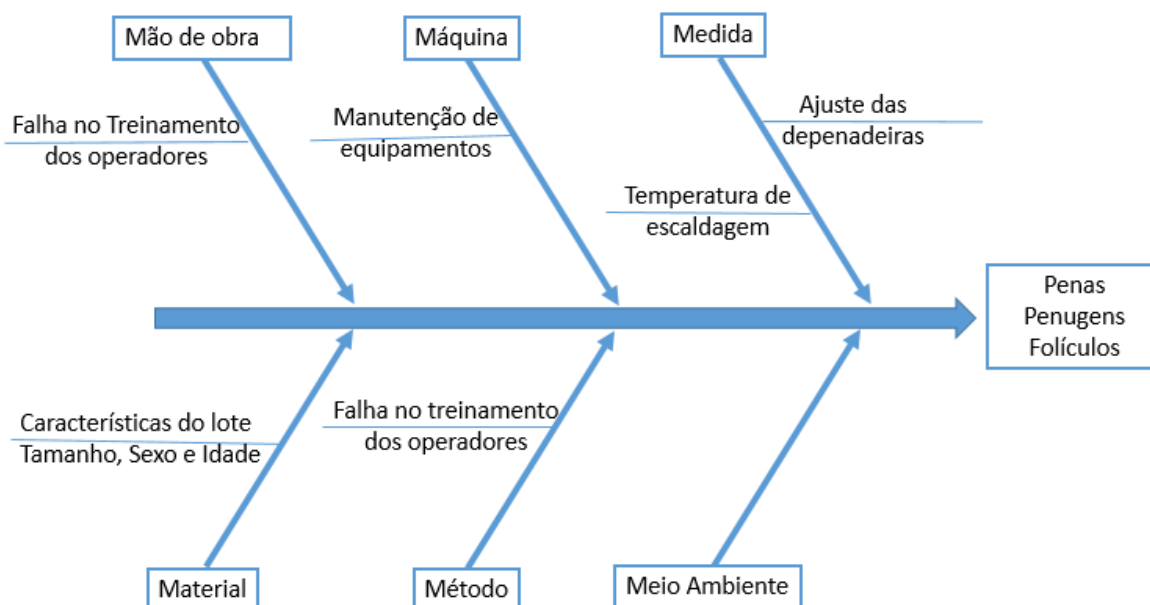 Mão de obra
Máquina
Medida
Falha no Treinamento
dos operadores
Manutenção de
equipamentos
Ajuste das
depenadeiras
Temperatura de
escaldagem
Penas
Penugens
Folículos
Características do lote
Tamanho, Sexo e Idade
Falha no treinamento
dos operadores
Material
Método
Meio Ambiente